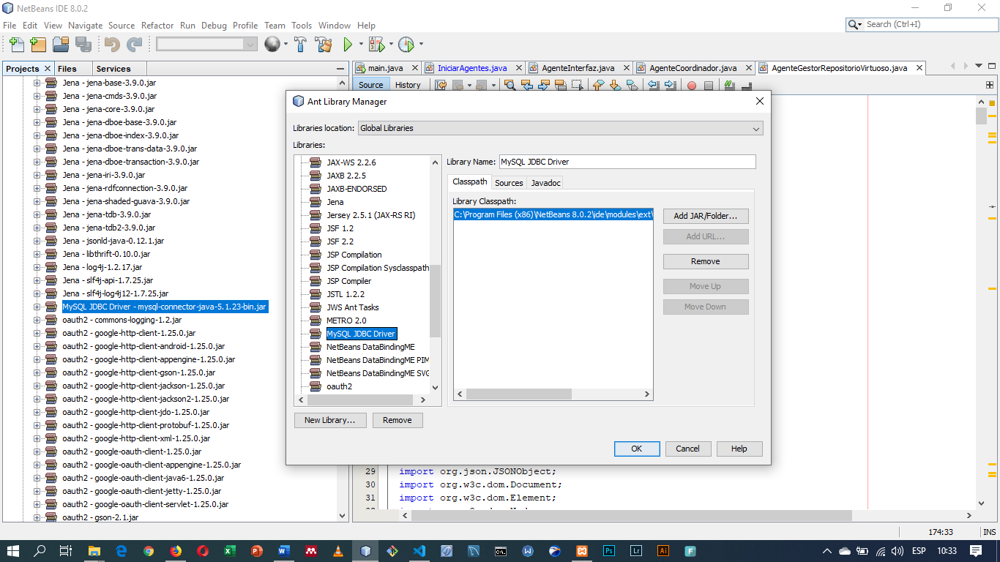 NetBeans IDE 8.0.2
File Edit View Navigate Source Refactor Run Debug Profile Team Tools Window Help
Search (Ctrl+I)
Projects Files Services
Jena - jena-base-3.9.0.jar
Jena - jena-cmds-3.9.0.jar
Jena - jena-core-3.9.0.jar
Jena - jena-dboe-base-3.9.0.jar
Jena - jena-dboe-index-3.9.0.jar
Jena - jena-dboe-trans-data-3.9.0.jar
Jena - jena-dboe-transaction-3.9.0.jar
Jena - jena-iri-3.9.0.jar
Jena - jena-rdfconnection-3.9.0.jar
Jena - jena-shaded-guava-3.9.0.jar
Jena - jena-tdb-3.9.0.jar
Jena - jena-tdb2-3.9.0.jar
Jena - jsonld-java-0.12.1.jar
Jena - libthrift-0.10.0.jar
Jena - log4j-1.2.17.jar
Jena - slf4j-api-1.7.25.jar
Jena - slf4j-log4j12-1.7.25.jar
MySQL JDBC Driver - mysql-connector-java-5.1.23-bin.jar
oauth2 - commons-logging-1.2.jar
oauth2 - google-http-client-1.25.0.jar
oauth2 - google-http-client-android-1.25.0.jar
oauth2 - google-http-client-appengine-1.25.0.jar
oauth2 - google-http-client-gson-1.25.0.jar
oauth2 - google-http-client-jackson-1.25.0.jar
oauth2 - google-http-client-jackson2-1.25.0.jar
oauth2 - google-http-client-jdo-1.25.0.jar
oauth2 - google-http-client-protobuf-1.25.0.jar
oauth2 - google-http-client-xml-1.25.0.jar
oauth2 - google-oauth-client-1.25.0.jar
oauth2 - google-oauth-client-appengine-1.25.0.jar
oauth2 - google-oauth-client-java6-1.25.0.jar
oauth2 - google-oauth-client-jetty-1.25.0.jar
oauth2 - google-oauth-client-servlet-1.25.0.jar
oauth2 - gson-2.1.jar
main.java IniciarAgentes.java AgenteInterfaz.java AgenteCoordinador.java AgenteGestorRepositorioVirtuoso.java
Source History
Ant Library Manager
Libraries location: Global Libraries
Libraries:
JAX-WS 2.2.6
JAXB 2.2.5
JAXB-ENDORSED
Jena
Jersey 2.5.1 (JAX-RS RI)
JSF 1.2
JSF 2.2
JSP Compilation
JSP Compilation Sysclasspath
JSP Compiler
JSTL 1.2.2
JWS Ant Tasks
METRO 2.0
MySQL JDBC Driver
NetBeans DataBindingME
NetBeans DataBindingME PIM
NetBeans DataBindingME SVG
oauth2
New Library... Remove
Library Name: MySQL JDBC Driver
Classpath Sources Javadoc
Library Classpath:
C:\Program Files (x86)\NetBeans 8.0.2\ide\modules\ext\
Add JAR/Folder...
Add URL...
Remove
Move Up
Move Down
OK Cancel Help
29 import org.json.JSONObject;
30 import org.w3c.dom.Document;
31 import org.w3c.dom.Element;
174:33 INS
ESP 10:33